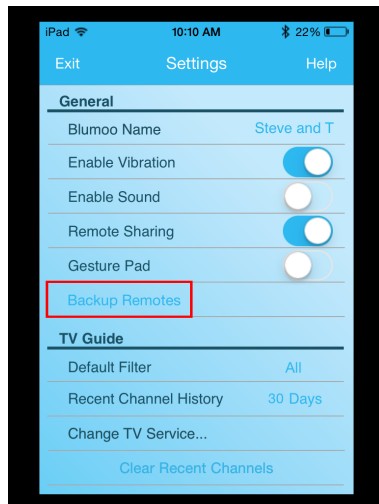 iPad 10:10 AM 22%
Exit Settings Help
General
Blumoo Name Steve and T
Enable Vibration
Enable Sound
Remote Sharing
Gesture Pad
Backup Remotes
TV Guide
Default Filter All
Recent Channel History 30 Days
Change TV Service...
Clear Recent Channels